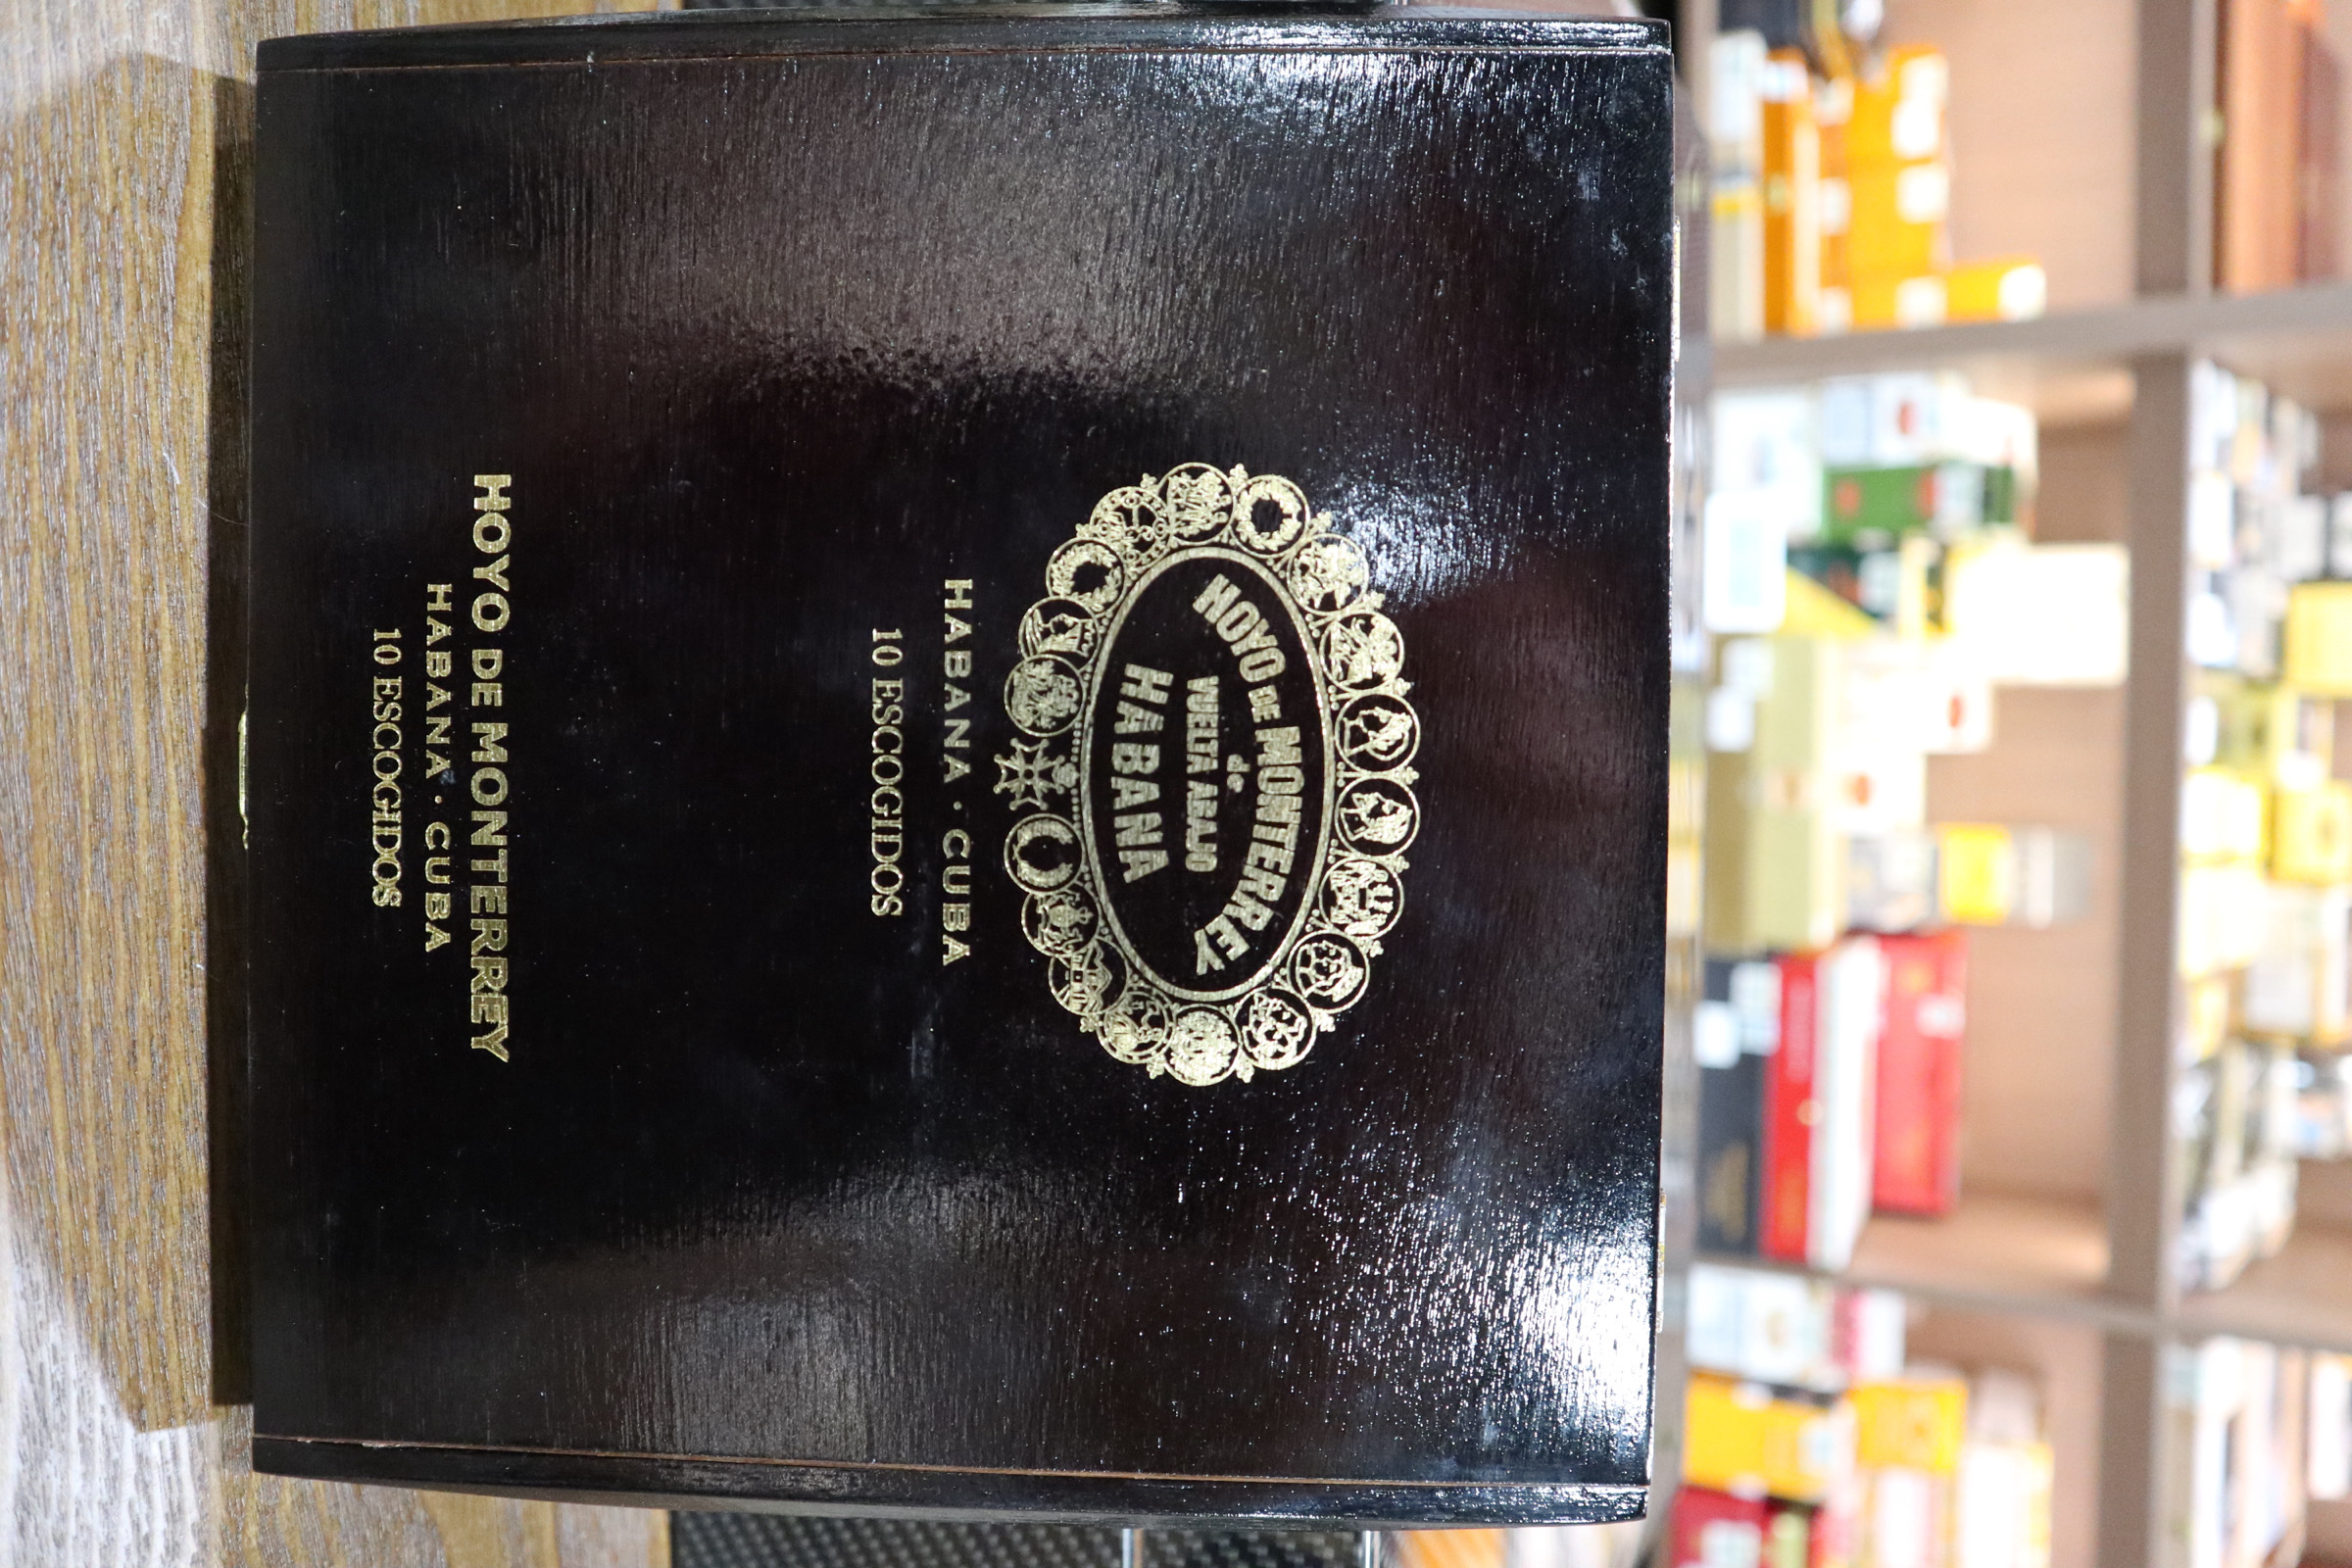 HOYO DE MONTERREY
de
VUELTA ABAJO
HABANA
HABANA · CUBA
10 ESCOGIDOS
HOYO DE MONTERREY
HABANA · CUBA
10 ESCOGIDOS